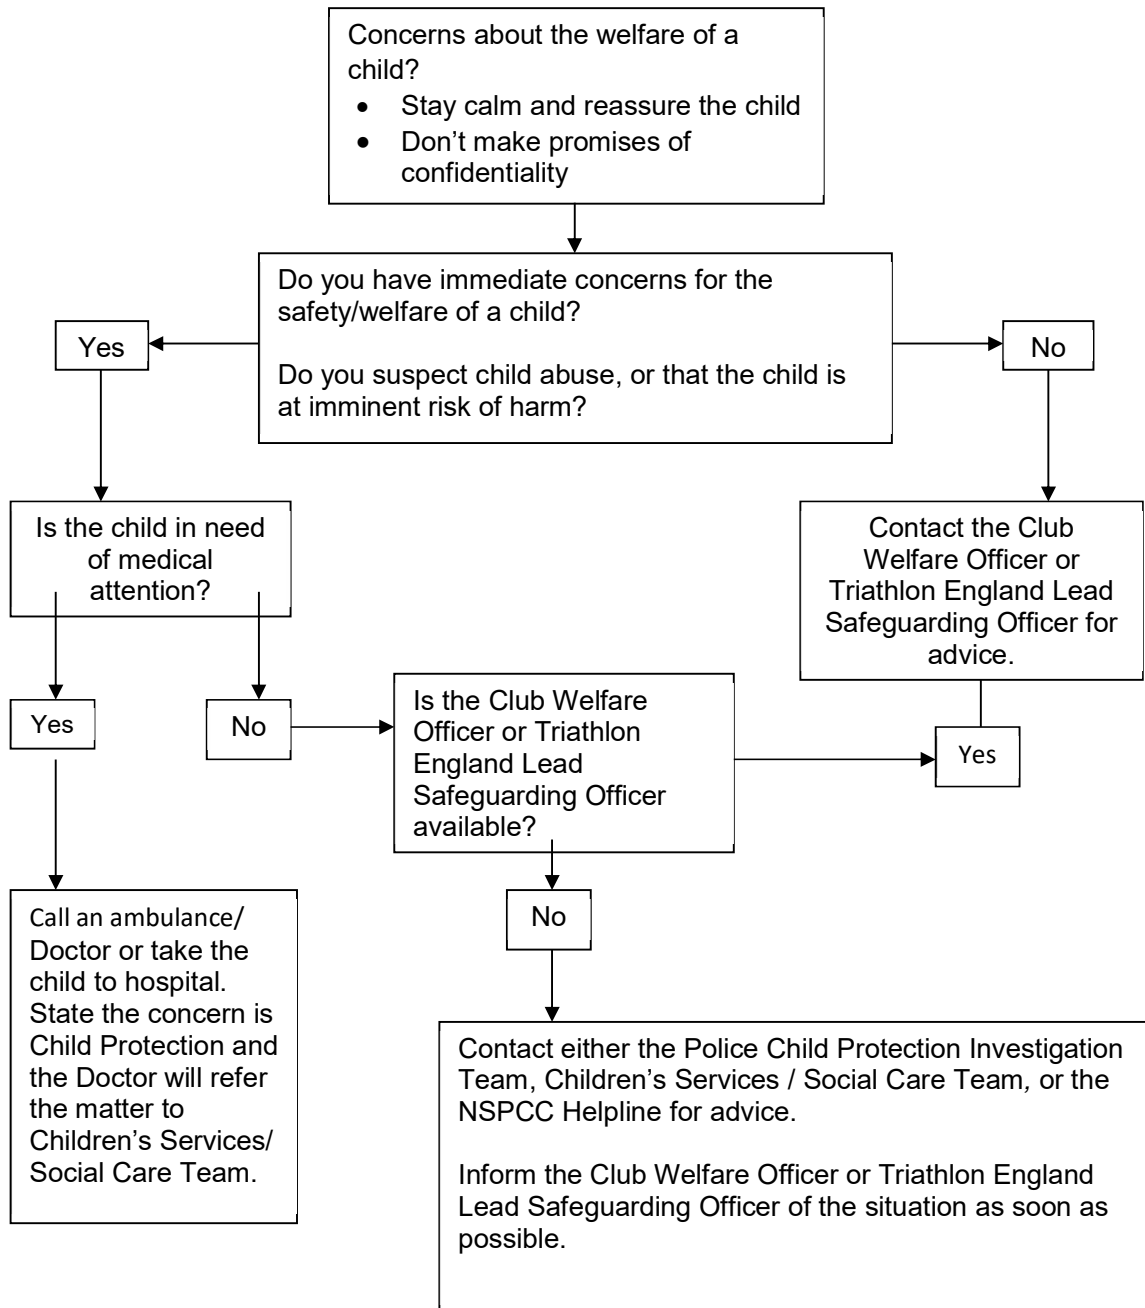 Concerns about the welfare of a
child?
• Stay calm and reassure the child
• Don't make promises of
confidentiality
Do you have immediate concerns for the
safety/welfare of a child?
Do you suspect child abuse, or that the child is
at imminent risk of harm?
Yes
No
Is the child in need
of medical
attention?
Contact the Club
Welfare Officer or
Triathlon England Lead
Safeguarding Officer for
advice.
Yes
No
Is the Club Welfare
Officer or Triathlon
England Lead
Safeguarding Officer
available?
Yes
No
Call an ambulance/
Doctor or take the
child to hospital.
State the concern is
Child Protection and
the Doctor will refer
the matter to
Children's Services/
Social Care Team.
Contact either the Police Child Protection Investigation
Team, Children's Services / Social Care Team, or the
NSPCC Helpline for advice.
Inform the Club Welfare Officer or Triathlon England
Lead Safeguarding Officer of the situation as soon as
possible.